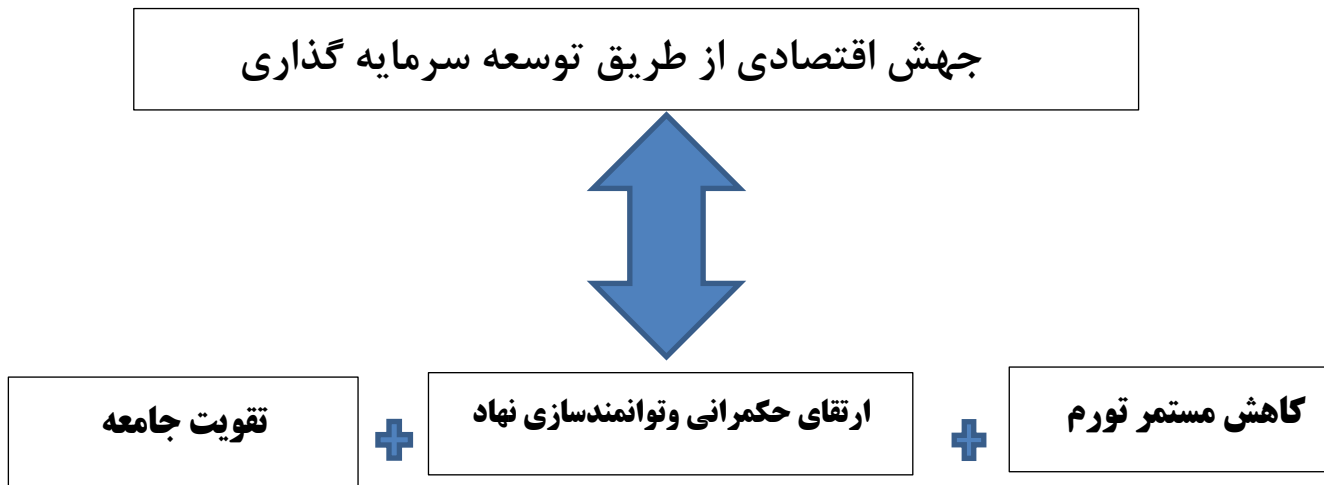 جهش اقتصادی از طریق توسعه سرمایه گذاری
کاهش مستمر تورم
ارتقای حکمرانی وتوانمندسازی نهاد
تقویت جامعه